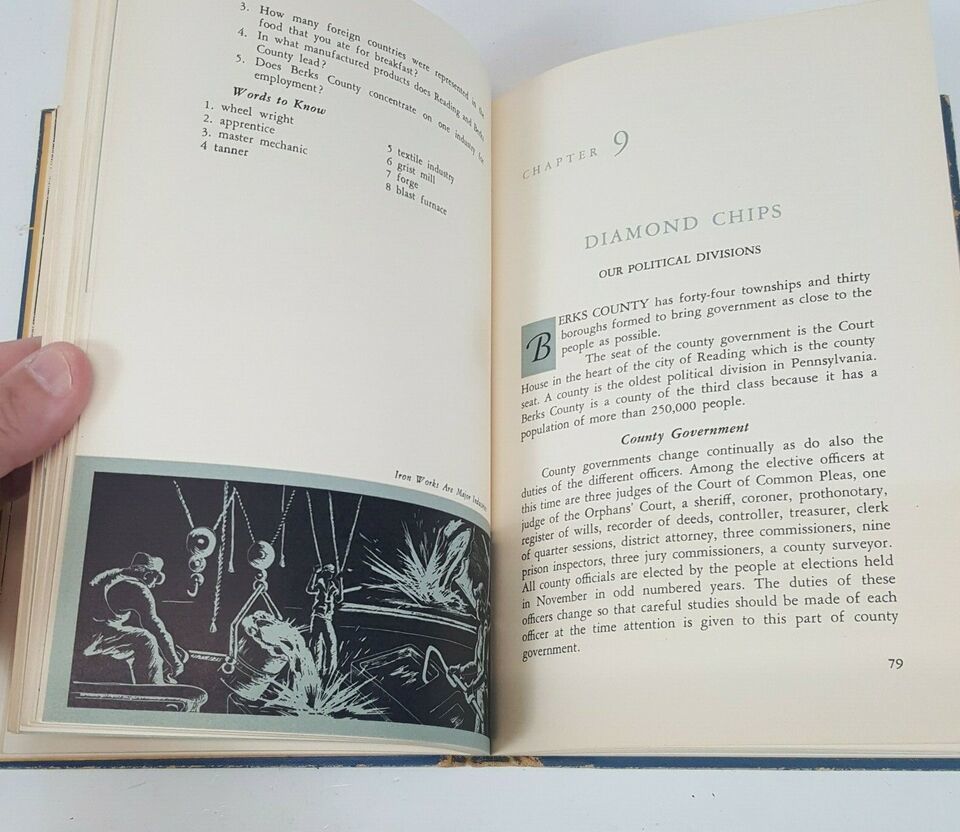 3. How many foreign countries were represented in the
food that you ate for breakfast?
4. In what manufactured products does Reading and Berks
County lead?
5. Does Berks County concentrate on one industry for
employment?
Words to Know
1. wheel wright
2. apprentice
3. master mechanic
4 tanner
5 textile industry
6 grist mill
7 forge
8 blast furnace
Iron Works Are Major Industries
CHAPTER 9
DIAMOND CHIPS
OUR POLITICAL DIVISIONS
BERKS COUNTY has forty-four townships and thirty
boroughs formed to bring government as close to the
people as possible.
The seat of the county government is the Court
House in the heart of the city of Reading which is the county
seat. A county is the oldest political division in Pennsylvania.
Berks County is a county of the third class because it has a
population of more than 250,000 people.
County Government
County governments change continually as do also the
duties of the different officers. Among the elective officers at
this time are three judges of the Court of Common Pleas, one
judge of the Orphans' Court, a sheriff, coroner, prothonotary,
register of wills, recorder of deeds, controller, treasurer, clerk
of quarter sessions, district attorney, three commissioners, nine
prison inspectors, three jury commissioners, a county surveyor.
All county officials are elected by the people at elections held
in November in odd numbered years. The duties of these
officers change so that careful studies should be made of each
officer at the time attention is given to this part of county
government.
79